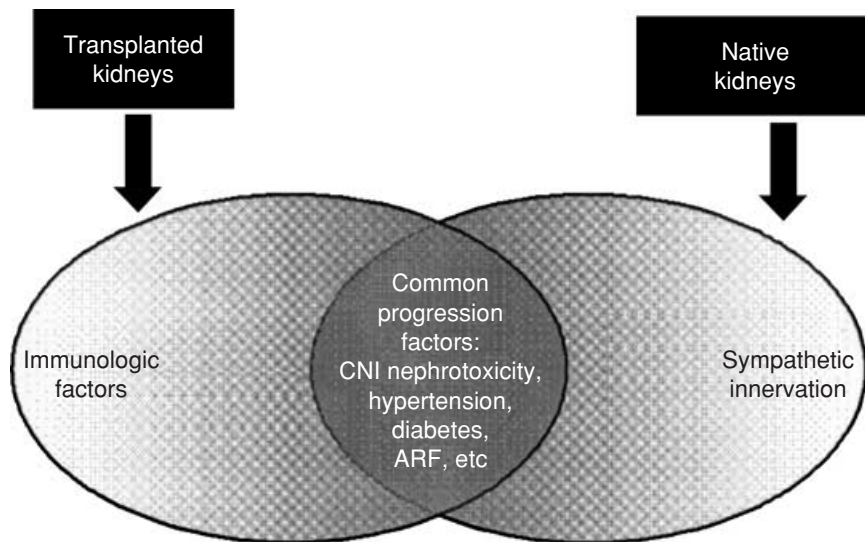 Transplanted
kidneys
Native
kidneys
Immunologic
factors
Common
progression
factors:
CNI nephrotoxicity,
hypertension,
diabetes,
ARF, etc
Sympathetic
innervation